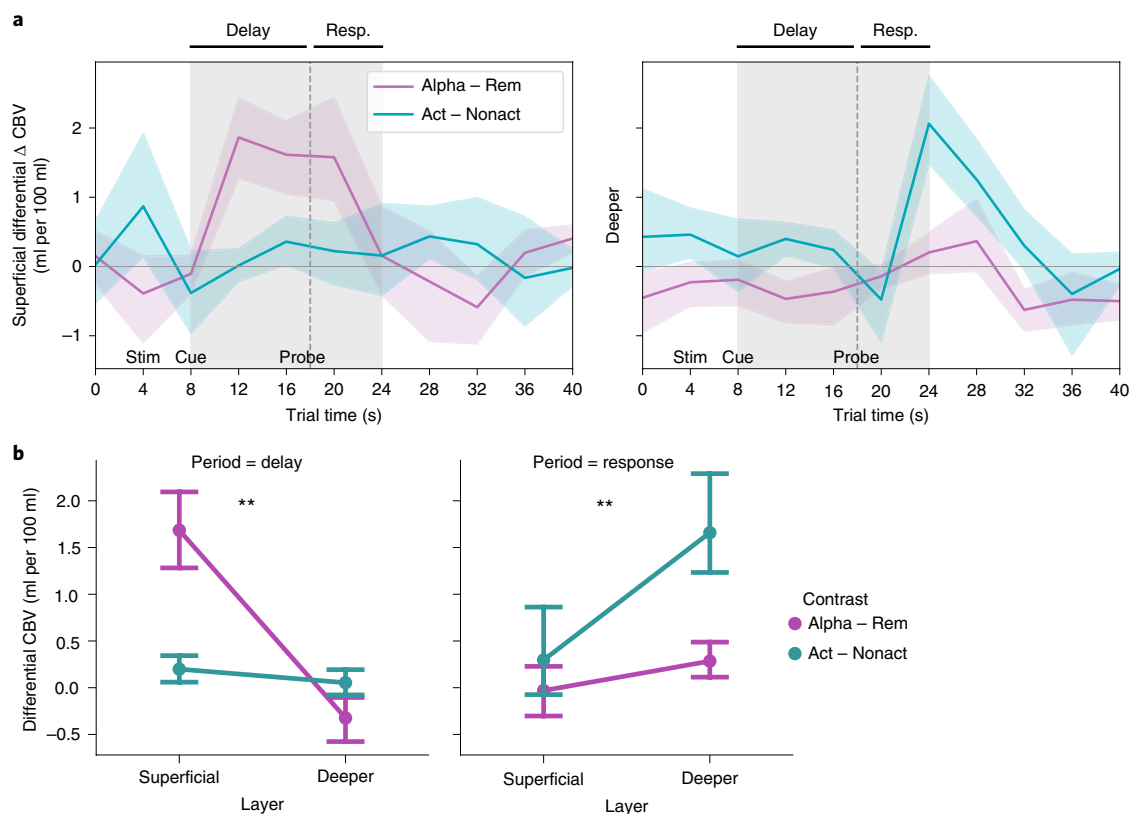 a
Delay Resp. Delay Resp.
Superficial differential Δ CBV
(ml per 100 ml)
Deeper
Alpha – Rem
Act – Nonact
2
1
0
–1
Stim Cue Probe Stim Cue Probe
0 4 8 12 16 20 24 28 32 36 40 0 4 8 12 16 20 24 28 32 36 40
Trial time (s) Trial time (s)
b
Period = delay Period = response
** **
Differential CBV (ml per 100 ml)
2.0
1.5
1.0
0.5
0.0
–0.5
Contrast
Alpha – Rem
Act – Nonact
Superficial Deeper Superficial Deeper
Layer Layer